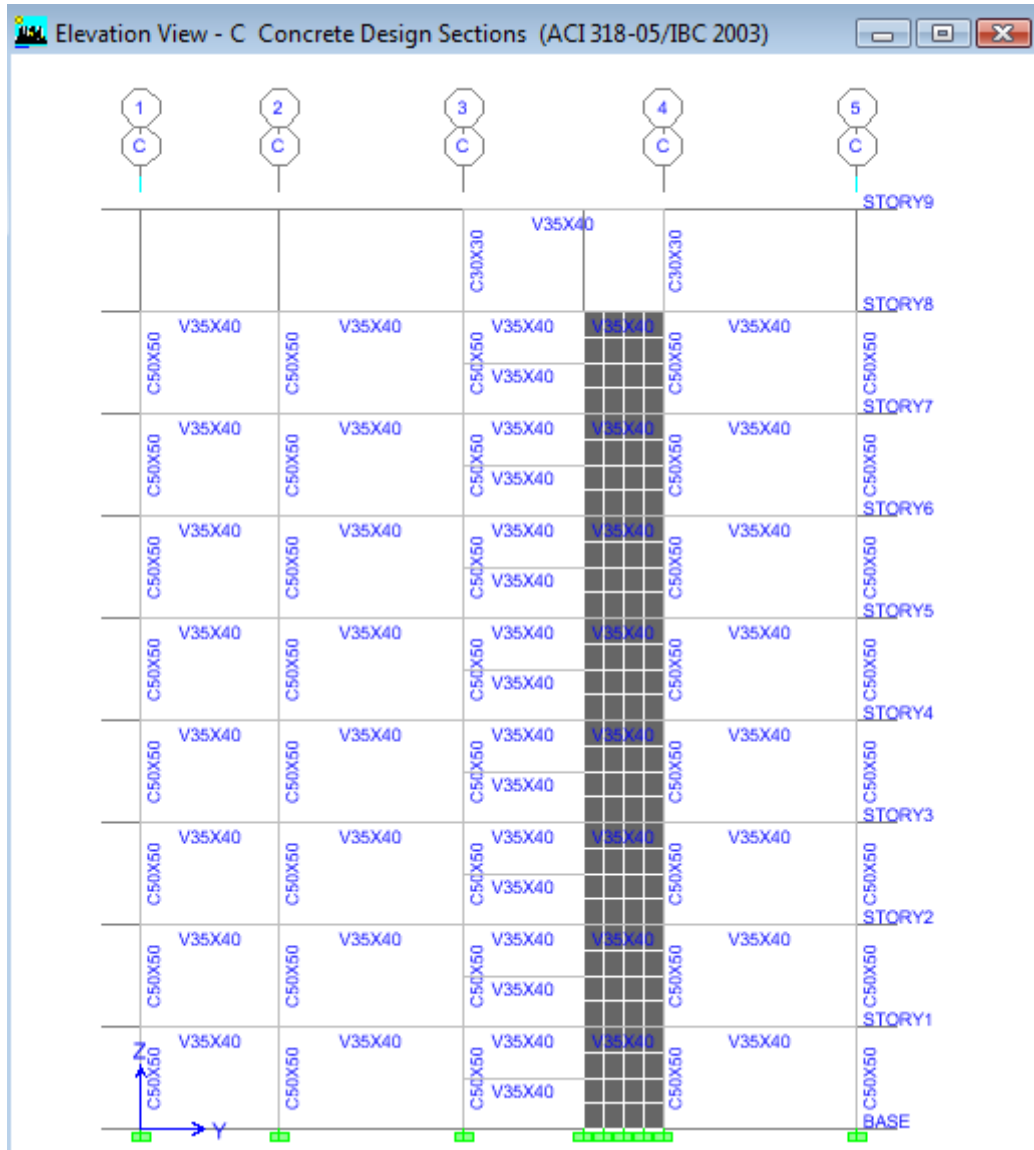 Elevation View - C Concrete Design Sections (ACI 318-05/IBC 2003)
1 2 3 4 5
C C C C C
STORY9
V35X40
C30X30 C30X30
STORY8
V35X40 V35X40 V35X40 V35X40 V35X40
C50X50 C50X50 C50X50 C50X50 C50X50
V35X40
STORY7
V35X40 V35X40 V35X40 V35X40 V35X40
C50X50 C50X50 C50X50 C50X50 C50X50
V35X40
STORY6
V35X40 V35X40 V35X40 V35X40 V35X40
C50X50 C50X50 C50X50 C50X50 C50X50
V35X40
STORY5
V35X40 V35X40 V35X40 V35X40 V35X40
C50X50 C50X50 C50X50 C50X50 C50X50
V35X40
STORY4
V35X40 V35X40 V35X40 V35X40 V35X40
C50X50 C50X50 C50X50 C50X50 C50X50
V35X40
STORY3
V35X40 V35X40 V35X40 V35X40 V35X40
C50X50 C50X50 C50X50 C50X50 C50X50
V35X40
STORY2
V35X40 V35X40 V35X40 V35X40 V35X40
C50X50 C50X50 C50X50 C50X50 C50X50
V35X40
STORY1
V35X40 V35X40 V35X40 V35X40 V35X40
Z
C50X50 C50X50 C50X50 C50X50 C50X50
V35X40
BASE
Y